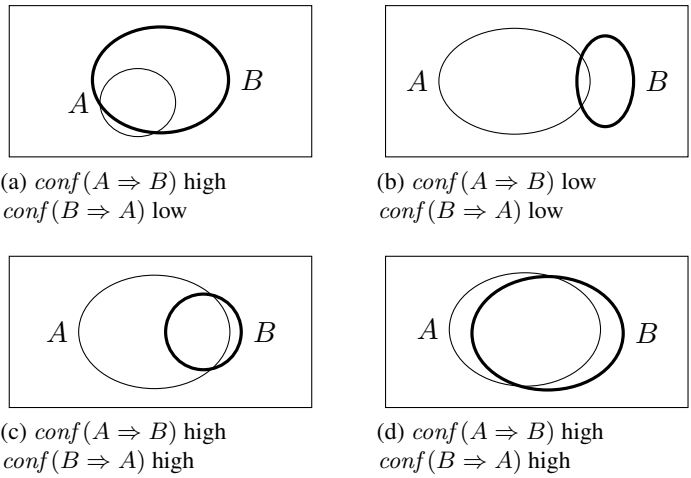 A
B
(a) conf(A ⇒ B) high
conf(B ⇒ A) low
A
B
(b) conf(A ⇒ B) low
conf(B ⇒ A) low
A
B
(c) conf(A ⇒ B) high
conf(B ⇒ A) high
A
B
(d) conf(A ⇒ B) high
conf(B ⇒ A) high